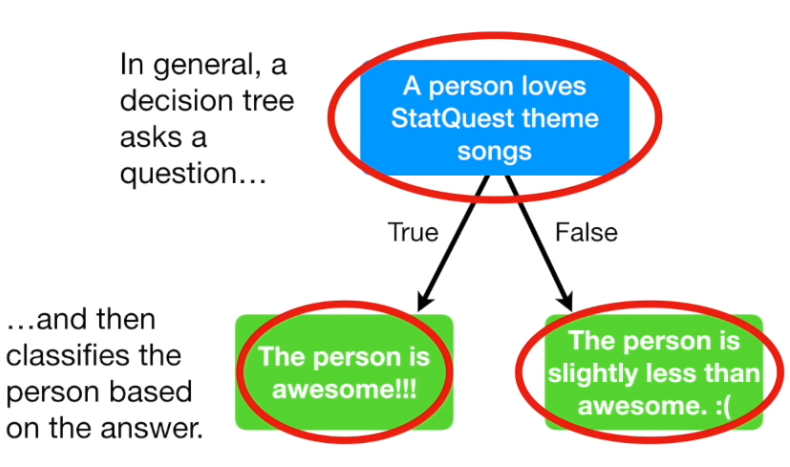 In general, a
decision tree
asks a
question…
A person loves
StatQuest theme
songs
True
False
…and then
classifies the
person based
on the answer.
The person is
awesome!!!
The person is
slightly less than
awesome. :(